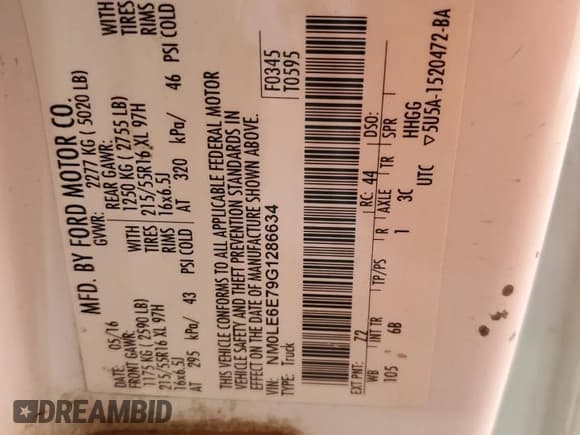 MFD. BY FORD MOTOR CO.
DATE: 05/16 GVWR: 2277 KG ( 5020 LB)
FRONT GAWR: REAR GAWR: WITH
1175 KG ( 2590 LB) 1250 KG ( 2755 LB) TIRES
215/55R16 XL 97H TIRES 215/55R16 XL 97H RIMS
16x6.5J RIMS 16x6.5J
AT 295 kPa/ 43 PSI COLD AT 320 kPa/ 46 PSI COLD
WITH
TIRES
RIMS
THIS VEHICLE CONFORMS TO ALL APPLICABLE FEDERAL MOTOR
VEHICLE SAFETY AND THEFT PREVENTION STANDARDS IN
EFFECT ON THE DATE OF MANUFACTURE SHOWN ABOVE.
F0345
T0595
VIN: NM0LE6E79G1286634
TYPE: Truck
EXT PNT: Z2 RC: 44 DSO:
WB INT TR TP/PS R AXLE TR SPR
105 6B 1 3C I HHGG
UTC ▽5U5A-1520472-BA
DREAMBID